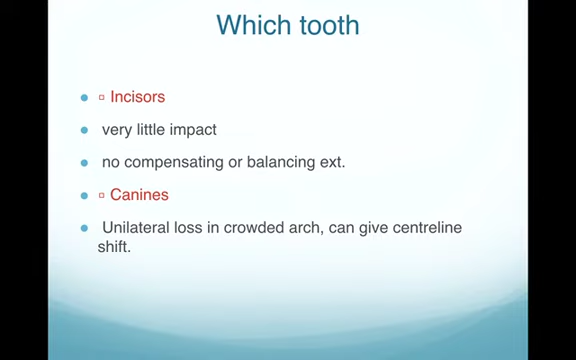 Which tooth
Incisors
very little impact
no compensating or balancing ext.
Canines
Unilateral loss in crowded arch, can give centreline
shift.